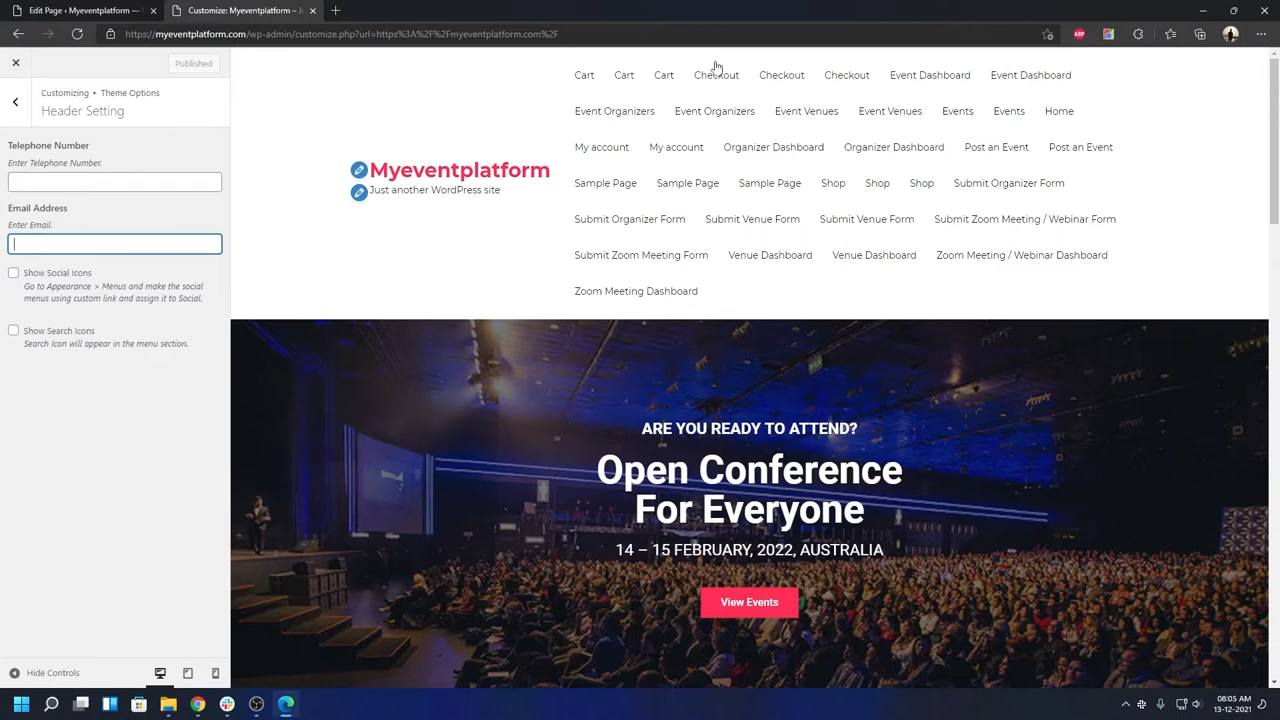 Edit Page ‹ Myeventplatform —
Customize: Myeventplatform – Ju
https://myeventplatform.com/wp-admin/customize.php?url=https%3A%2F%2Fmyeventplatform.com%2F
Published
Customizing ▸ Theme Options
Header Setting
Telephone Number
Enter Telephone Number.
Email Address
Enter Email.
Show Social Icons
Go to Appearance > Menus and make the social
menus using custom link and assign it to Social.
Show Search Icons
Search Icon will appear in the menu section.
Hide Controls
Myeventplatform
Just another WordPress site
Cart Cart Cart Checkout Checkout Checkout Event Dashboard Event Dashboard
Event Organizers Event Organizers Event Venues Event Venues Events Events Home
My account My account Organizer Dashboard Organizer Dashboard Post an Event Post an Event
Sample Page Sample Page Sample Page Shop Shop Shop Submit Organizer Form
Submit Organizer Form Submit Venue Form Submit Venue Form Submit Zoom Meeting / Webinar Form
Submit Zoom Meeting Form Venue Dashboard Venue Dashboard Zoom Meeting / Webinar Dashboard
Zoom Meeting Dashboard
ARE YOU READY TO ATTEND?
Open Conference
For Everyone
14 – 15 FEBRUARY, 2022, AUSTRALIA
View Events
08:05 AM
13-12-2021